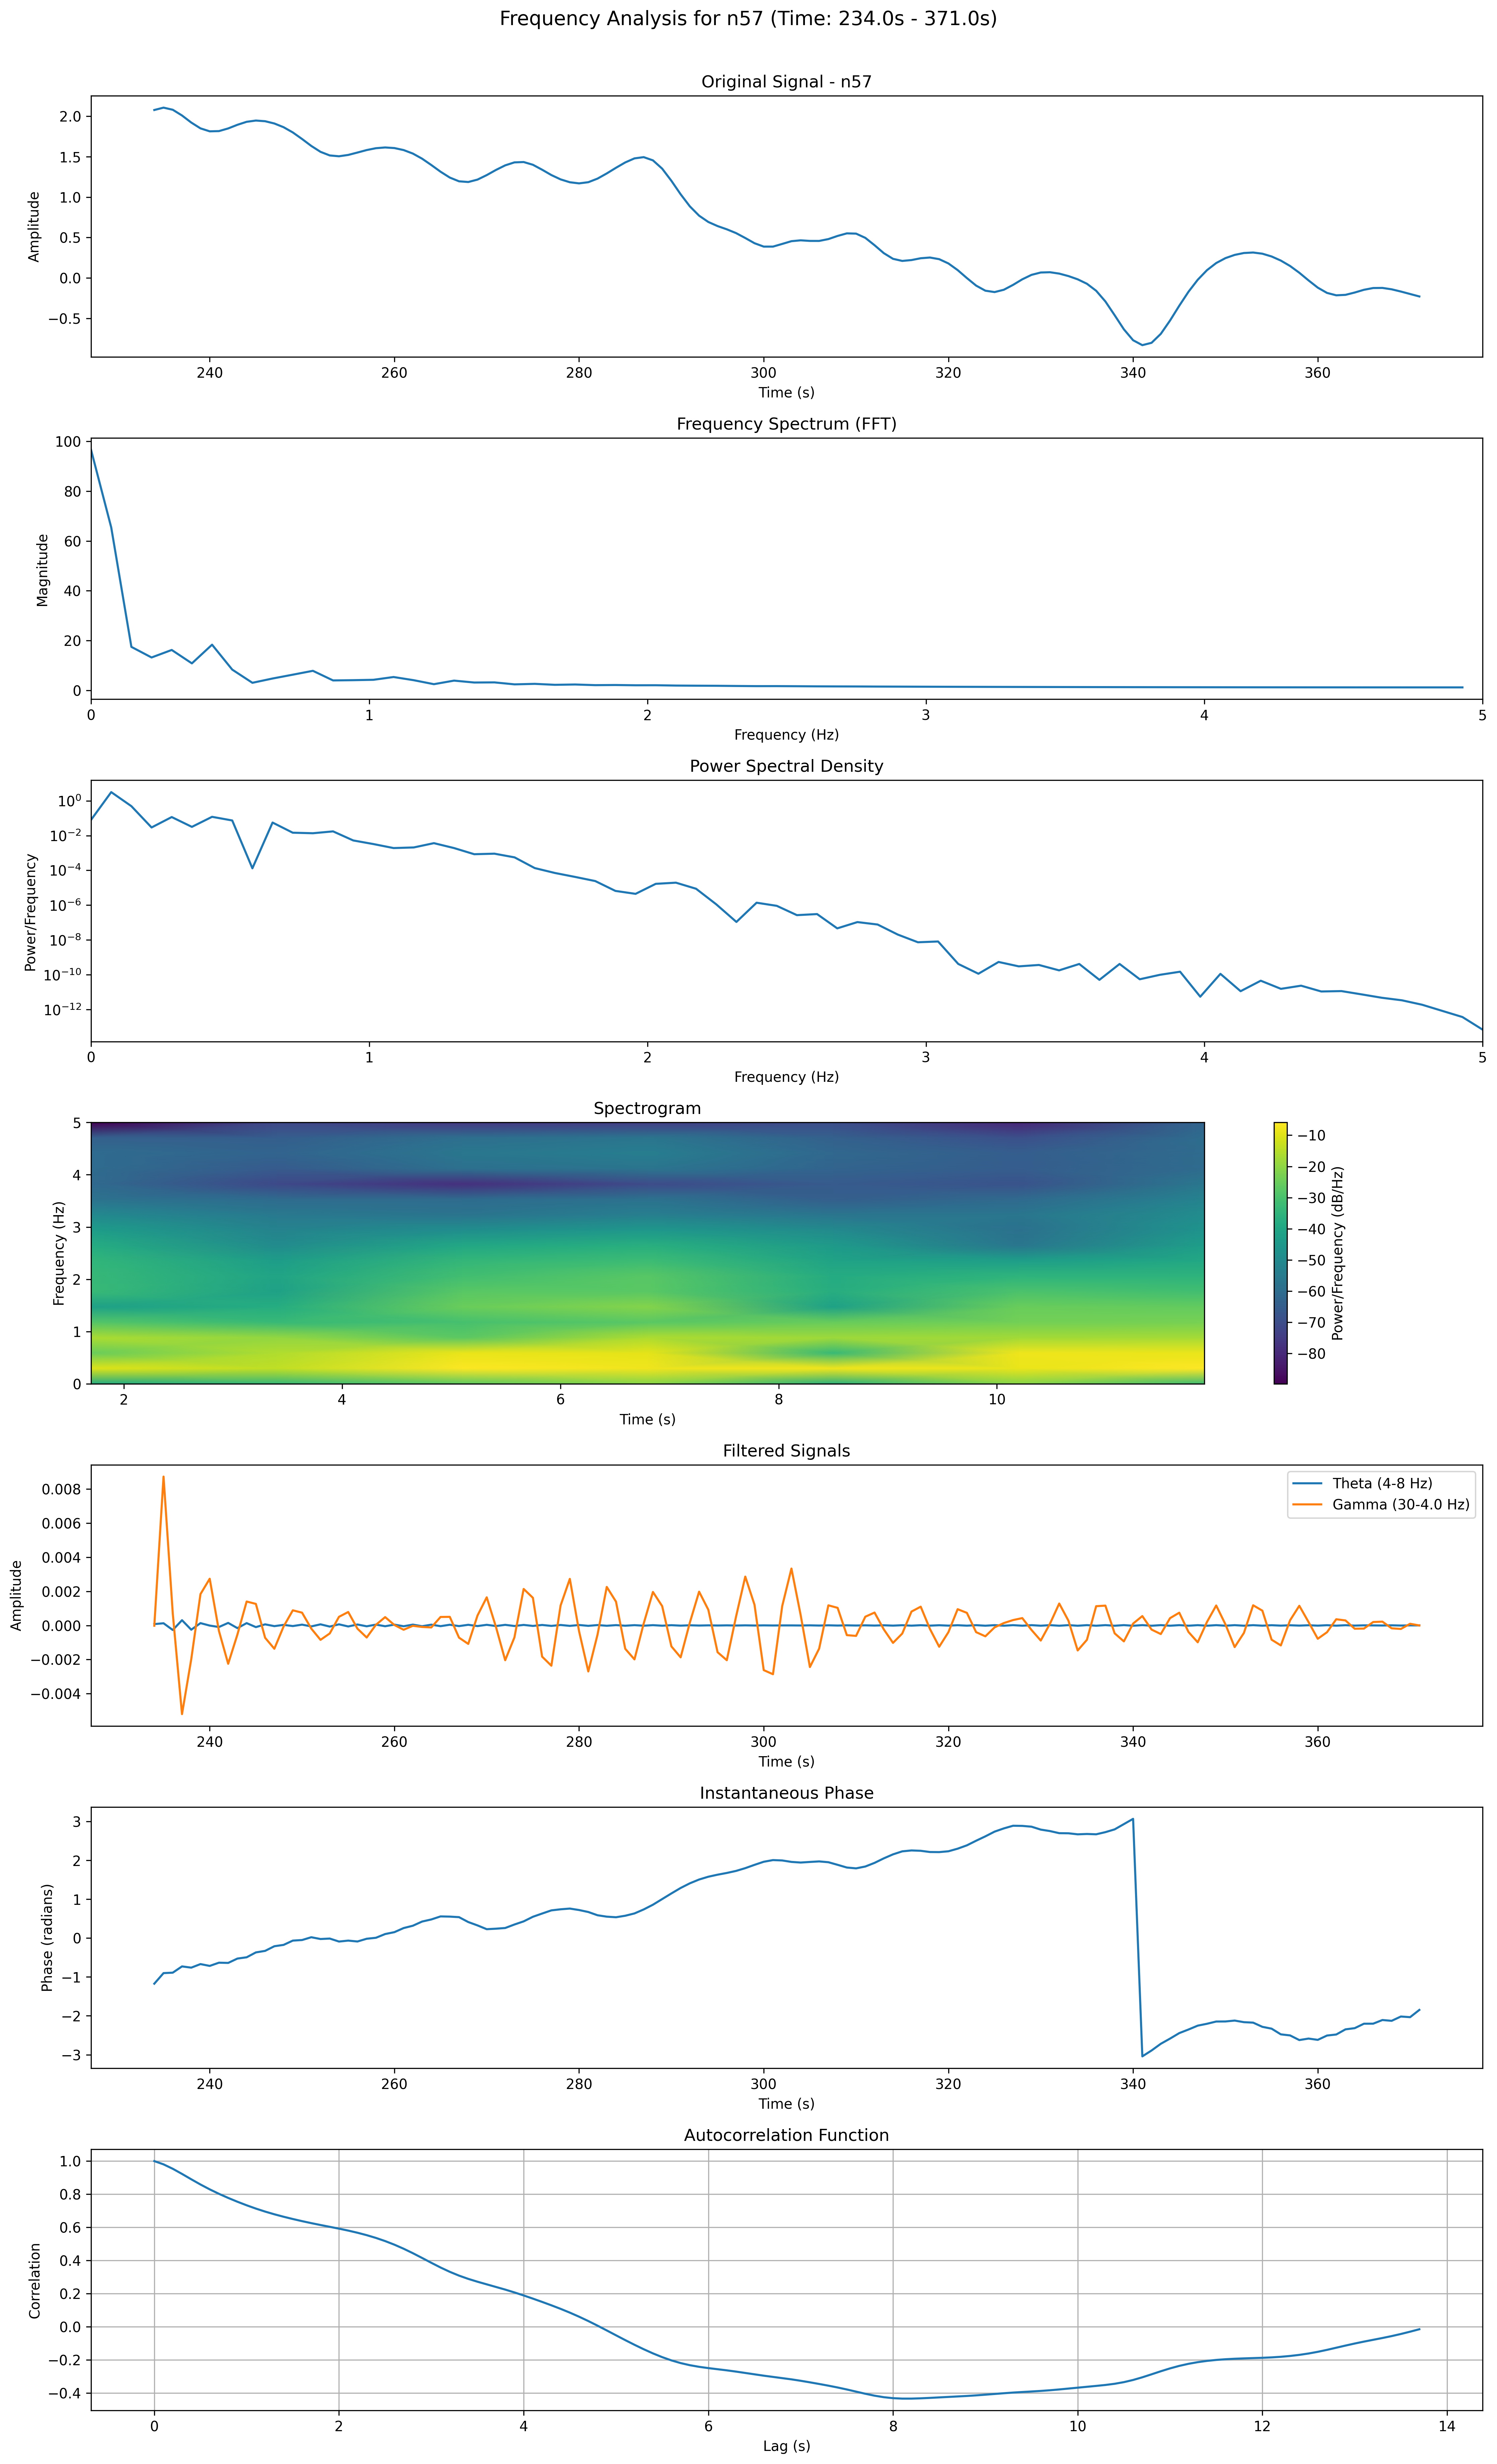 Frequency Analysis for n57 (Time: 234.0s - 371.0s)
Original Signal - n57
Amplitude
2.0
1.5
1.0
0.5
0.0
−0.5
240 260 280 300 320 340 360
Time (s)
Frequency Spectrum (FFT)
Magnitude
100
80
60
40
20
0
0 1 2 3 4 5
Frequency (Hz)
Power Spectral Density
Power/Frequency
10⁰
10⁻²
10⁻⁴
10⁻⁶
10⁻⁸
10⁻¹⁰
10⁻¹²
0 1 2 3 4 5
Frequency (Hz)
Spectrogram
Frequency (Hz)
5
4
3
2
1
0
2 4 6 8 10
Time (s)
−10
−20
−30
−40
−50
−60
−70
−80
Power/Frequency (dB/Hz)
Filtered Signals
Amplitude
0.008
0.006
0.004
0.002
0.000
−0.002
−0.004
Theta (4-8 Hz)
Gamma (30-4.0 Hz)
240 260 280 300 320 340 360
Time (s)
Instantaneous Phase
Phase (radians)
3
2
1
0
−1
−2
−3
240 260 280 300 320 340 360
Time (s)
Autocorrelation Function
Correlation
1.0
0.8
0.6
0.4
0.2
0.0
−0.2
−0.4
0 2 4 6 8 10 12 14
Lag (s)